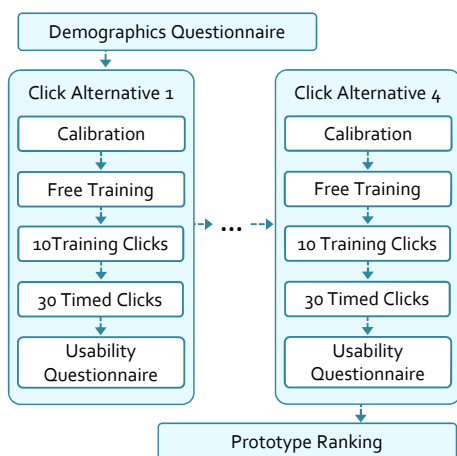 Demographics Questionnaire
Click Alternative 1
Calibration
Free Training
10Training Clicks
30 Timed Clicks
Usability
Questionnaire
...
Click Alternative 4
Calibration
Free Training
10 Training Clicks
30 Timed Clicks
Usability
Questionnaire
Prototype Ranking